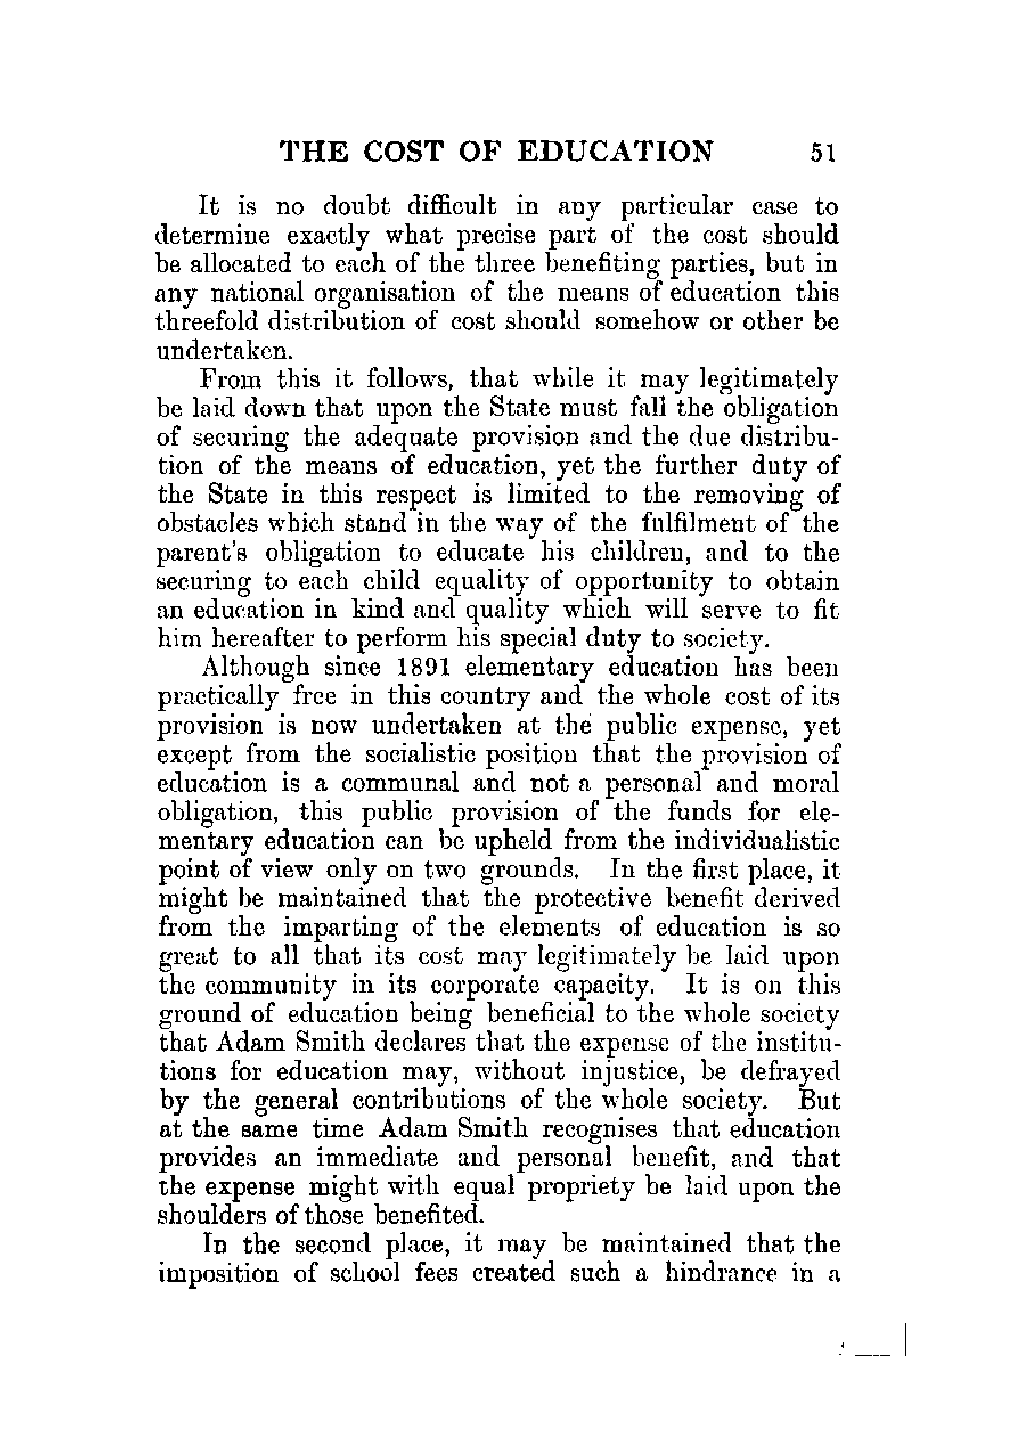 THE COST OF EDUCATION 51
It is no doubt difficult in any particular case to
determine exactly what precise part of the cost should
be allocated to each of the three benefiting parties, but in
any national organisation of the means of education this
threefold distribution of cost should somehow or other be
undertaken.
From this it follows, that while it may legitimately
be laid down that upon the State must fall the obligation
of securing the adequate provision and the due distribu-
tion of the means of education, yet the further duty of
the State in this respect is limited to the removing of
obstacles which stand in the way of the fulfilment of the
parent's obligation to educate his children, and to the
securing to each child equality of opportunity to obtain
an education in kind and quality which will serve to fit
him hereafter to perform his special duty to society.
Although since 1891 elementary education has been
practically free in this country and the whole cost of its
provision is now undertaken at the public expense, yet
except from the socialistic position that the provision of
education is a communal and not a personal and moral
obligation, this public provision of the funds for ele-
mentary education can be upheld from the individualistic
point of view only on two grounds. In the first place, it
might be maintained that the protective benefit derived
from the imparting of the elements of education is so
great to all that its cost may legitimately be laid upon
the community in its corporate capacity. It is on this
ground of education being beneficial to the whole society
that Adam Smith declares that the expense of the institu-
tions for education may, without injustice, be defrayed
by the general contributions of the whole society. But
at the same time Adam Smith recognises that education
provides an immediate and personal benefit, and that
the expense might with equal propriety be laid upon the
shoulders of those benefited.
In the second place, it may be maintained that the
imposition of school fees created such a hindrance in a